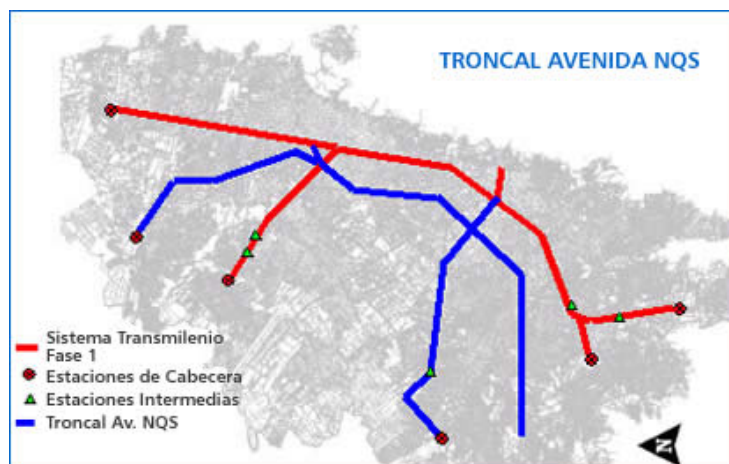 TRONCAL AVENIDA NQS
Sistema Transmilenio
Fase 1
Estaciones de Cabecera
Estaciones Intermedias
Troncal Av. NQS
N